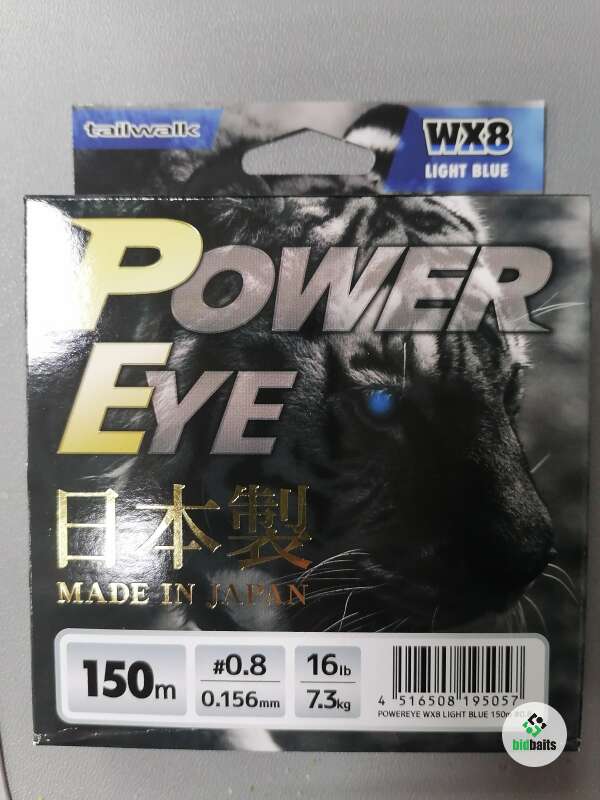 tailwalk
WX8
LIGHT BLUE
POWER
EYE
日本製
MADE IN JAPAN
150m
#0.8
0.156mm
16lb
7.3kg
4 516508 195057
POWEREYE WX8 LIGHT BLUE 150m
bidbaits